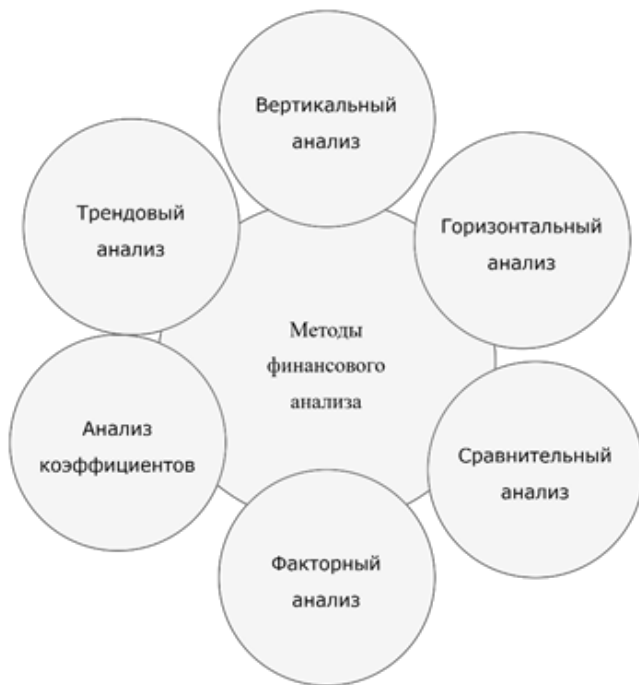 Вертикальный
анализ
Трендовый
анализ
Горизонтальный
анализ
Методы
финансового
анализа
Анализ
коэффициентов
Сравнительный
анализ
Факторный
анализ